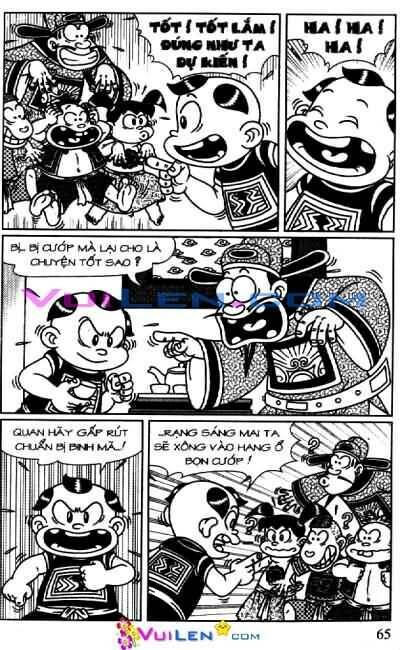 TỐT! TỐT LẮM!
ĐÚNG NHƯ TA
DỰ KIẾN!
HA! HA!
HA!
BỊ.. BỊ CƯỚP MÀ LẠI CHO LÀ
CHUYỆN TỐT SAO?
VUILEN.COM
QUAN HÃY GẤP RÚT
CHUẨN BỊ BINH MÃ..!
..RẠNG SÁNG MAI TA
SẼ XÔNG VÀO HANG Ổ
BỌN CƯỚP!
?
?
VUILEN.COM
65